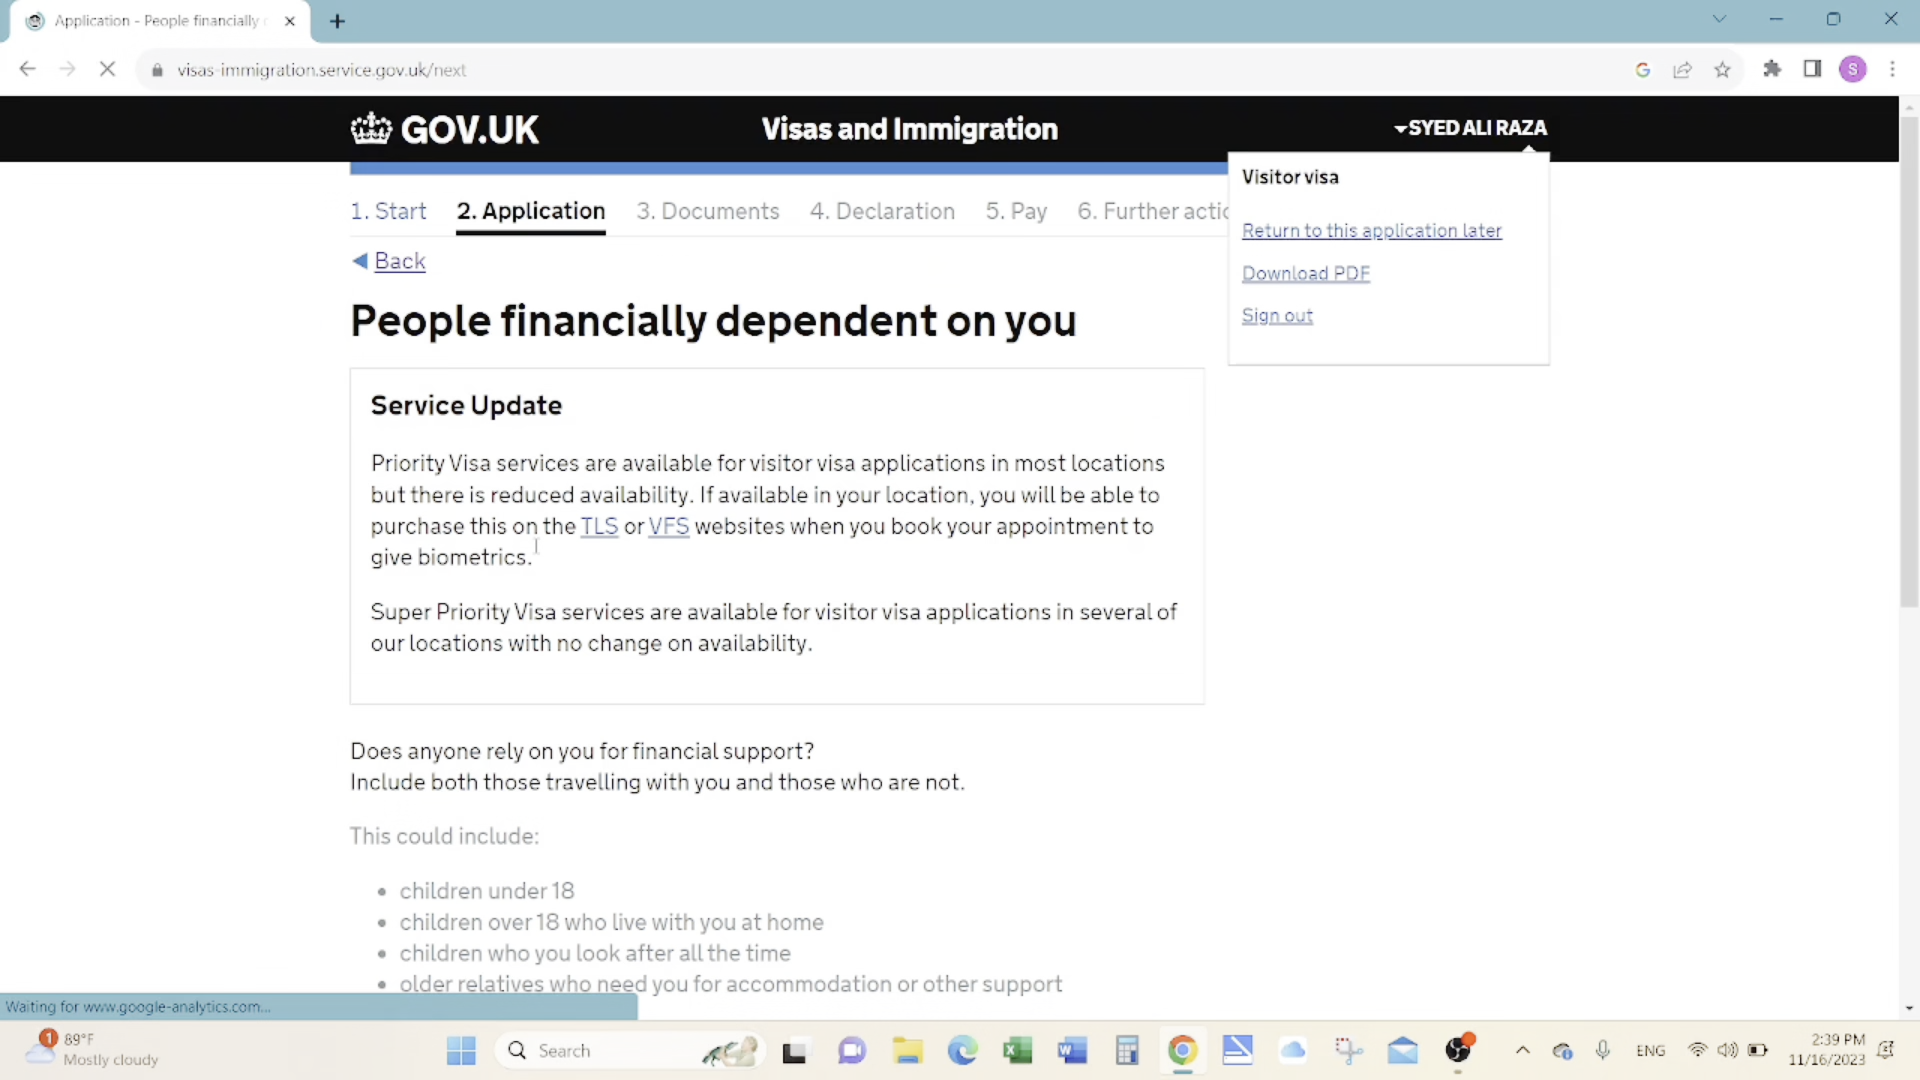 Application - People financially
visas-immigration.service.gov.uk/next
S
GOV.UK
Visas and Immigration
SYED ALI RAZA
Visitor visa
Return to this application later
Download PDF
Sign out
1. Start 2. Application 3. Documents 4. Declaration 5. Pay 6. Further actio
Back
People financially dependent on you
Service Update
Priority Visa services are available for visitor visa applications in most locations
but there is reduced availability. If available in your location, you will be able to
purchase this on the TLS or VFS websites when you book your appointment to
give biometrics.
Super Priority Visa services are available for visitor visa applications in several of
our locations with no change on availability.
Does anyone rely on you for financial support?
Include both those travelling with you and those who are not.
This could include:
• children under 18
• children over 18 who live with you at home
• children who you look after all the time
• older relatives who need you for accommodation or other support
Waiting for www.google-analytics.com...
1
89°F
Mostly cloudy
Search
ENG
2:39 PM
11/16/2023